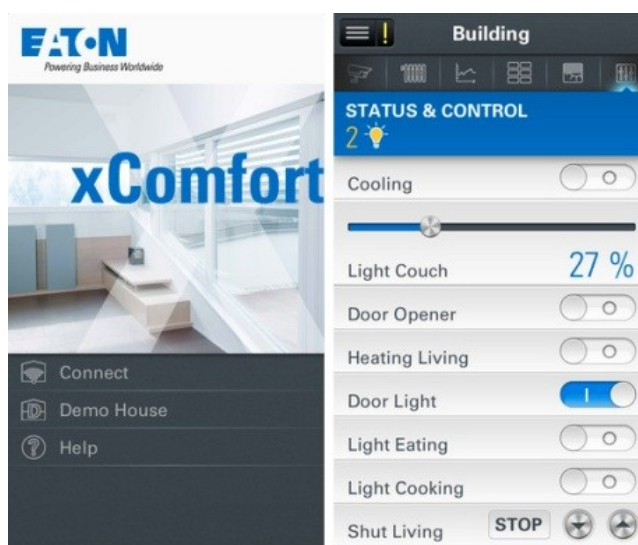 EATON
Powering Business Worldwide
xComfort
Connect
Demo House
Help
Building
STATUS & CONTROL
2
Cooling
Light Couch 27 %
Door Opener
Heating Living
Door Light
Light Eating
Light Cooking
Shut Living STOP